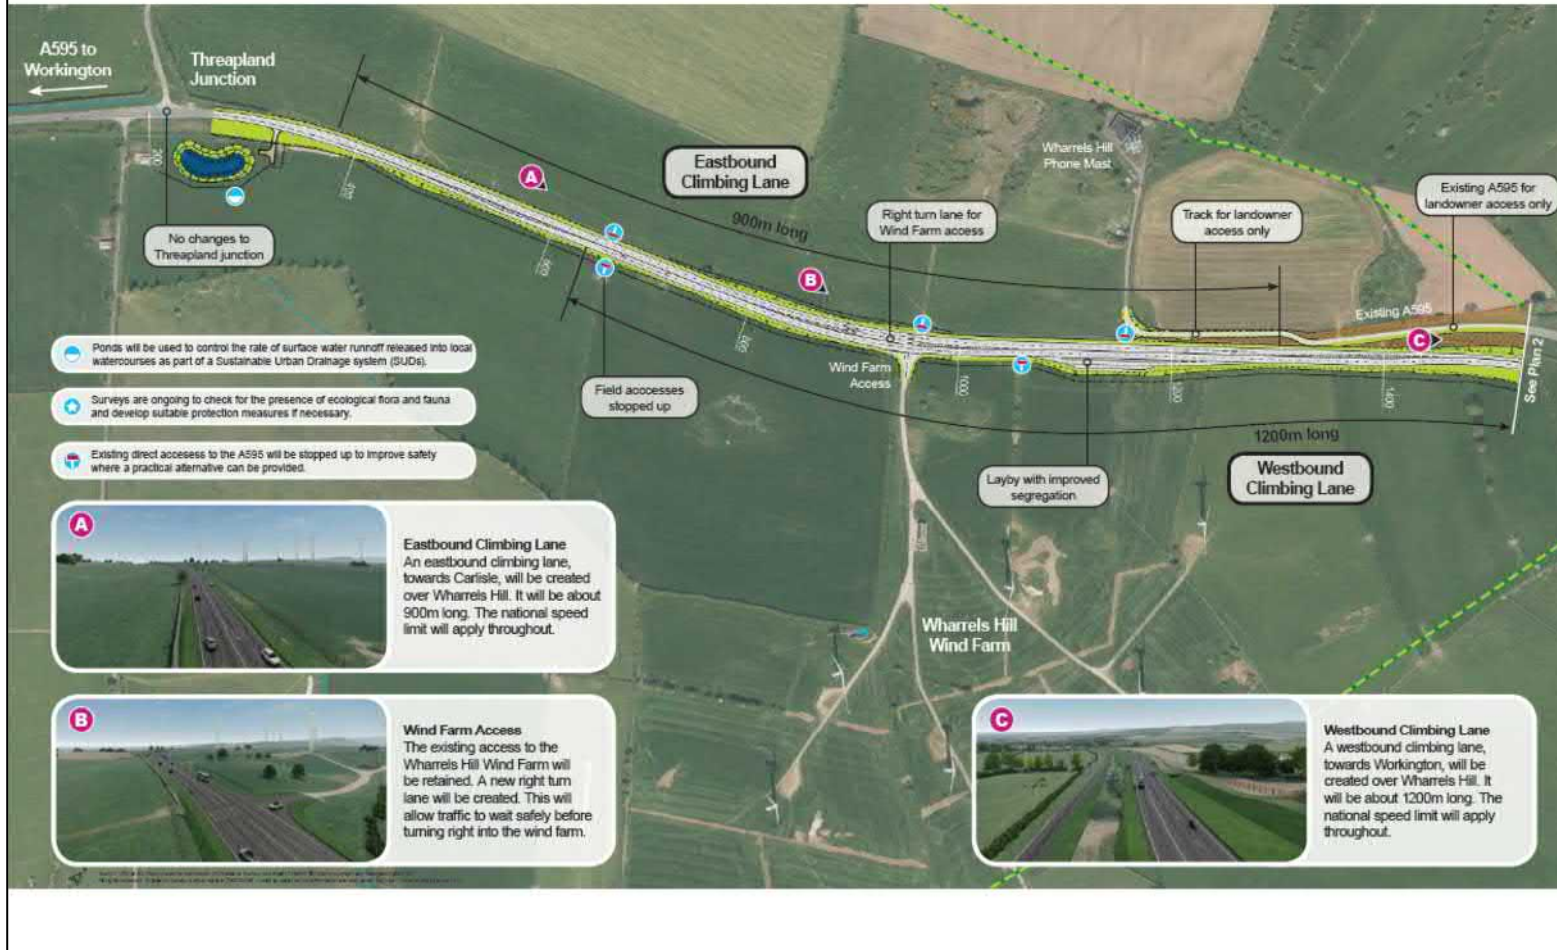 A595 to
Workington
Threapland
Junction
200
No changes to
Threapland junction
400
A
Eastbound
Climbing Lane
900m long
600
Field acccesses
stopped up
B
800
Right turn lane for
Wind Farm access
Wind Farm
Access
Wharrels Hill
Phone Mast
Track for landowner
access only
Existing A595 for
landowner access only
Existing A595
C
See Plan 2
1000
1200
1400
1200m long
Westbound
Climbing Lane
Layby with improved
segregation
Wharrels Hill
Wind Farm
Ponds will be used to control the rate of surface water runnoff released into local
watercourses as part of a Sustainable Urban Drainage system (SUDs).
Surveys are ongoing to check for the presence of ecological flora and fauna
and develop suitable protection measures if necessary.
Existing direct accesess to the A595 will be stopped up to improve safety
where a practical alternative can be provided.
A
Eastbound Climbing Lane
An eastbound climbing lane,
towards Carlisle, will be created
over Wharrels Hill. It will be about
900m long. The national speed
limit will apply throughout.
B
Wind Farm Access
The existing access to the
Wharrels Hill Wind Farm will
be retained. A new right turn
lane will be created. This will
allow traffic to wait safely before
turning right into the wind farm.
C
Westbound Climbing Lane
A westbound climbing lane,
towards Workington, will be
created over Wharrels Hill. It
will be about 1200m long. The
national speed limit will apply
throughout.